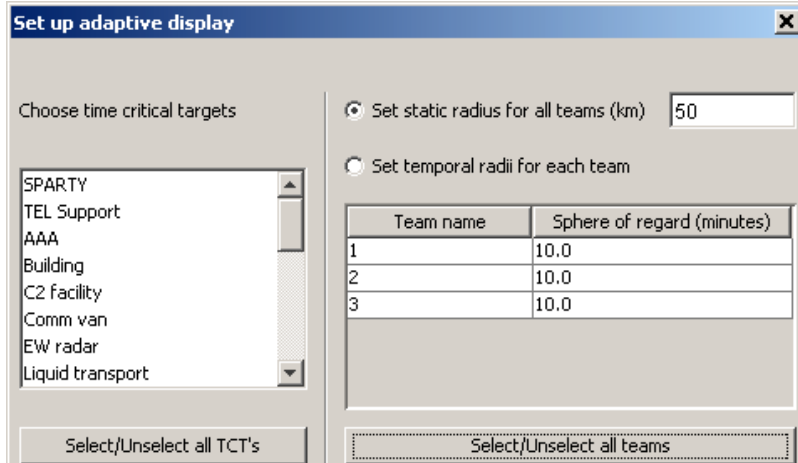 Set up adaptive display
Choose time critical targets
SPARTY
TEL Support
AAA
Building
C2 facility
Comm van
EW radar
Liquid transport
Select/Unselect all TCT's
Set static radius for all teams (km) 50
Set temporal radii for each team
Team name Sphere of regard (minutes)
1 10.0
2 10.0
3 10.0
Select/Unselect all teams